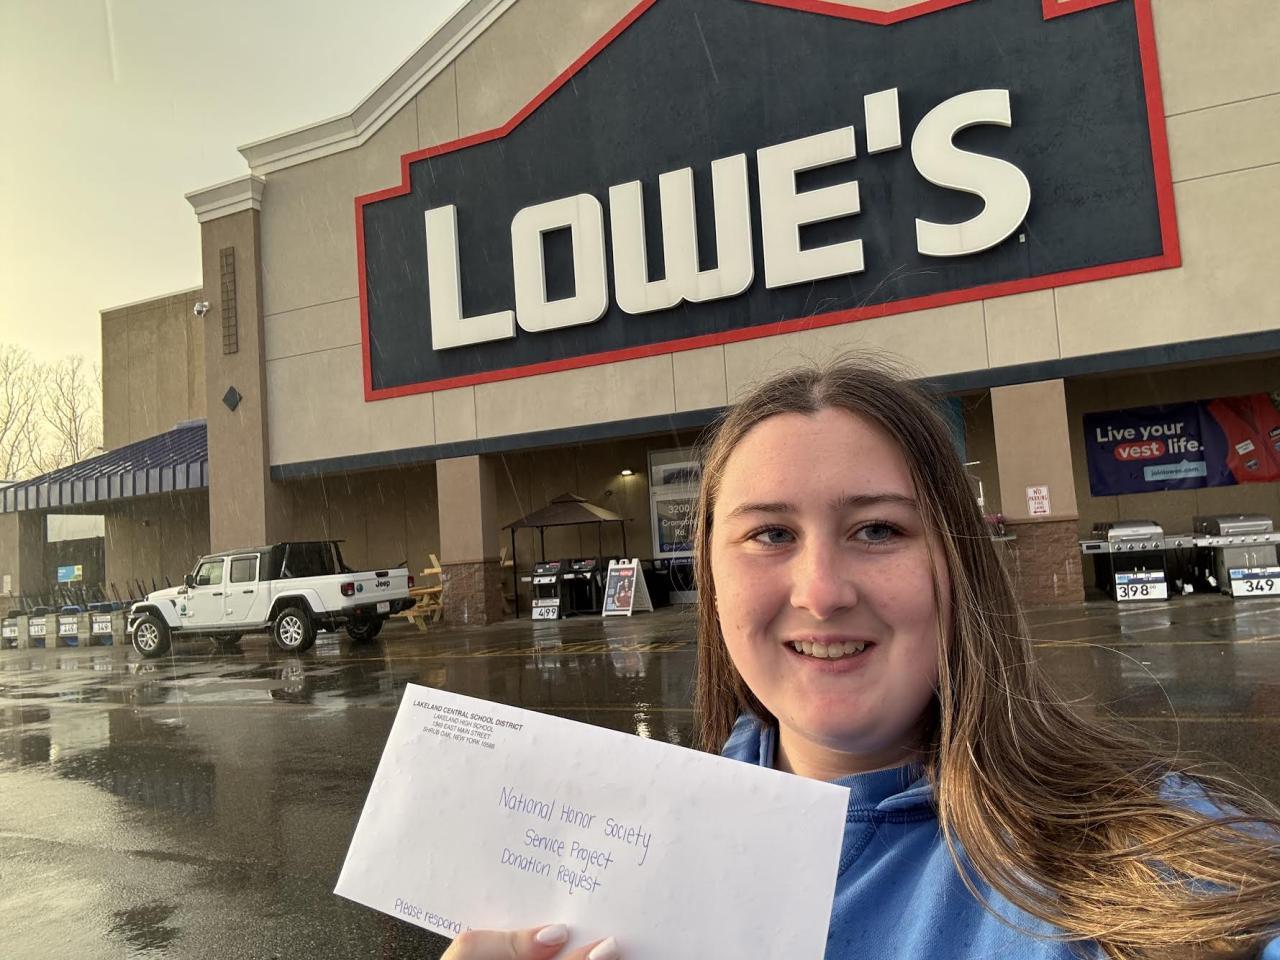 LOWE'S
Live your
vest life.
joinlowes.com
NO
PARKING
FIRE
LANE
3200
Crompond
Rd.
Jeep
499
398
349
LAKELAND CENTRAL SCHOOL DISTRICT
LAKELAND HIGH SCHOOL
1349 EAST MAIN STREET
SHRUB OAK, NEW YORK 10588
National Honor Society
Service Project
Donation Request
Please respond